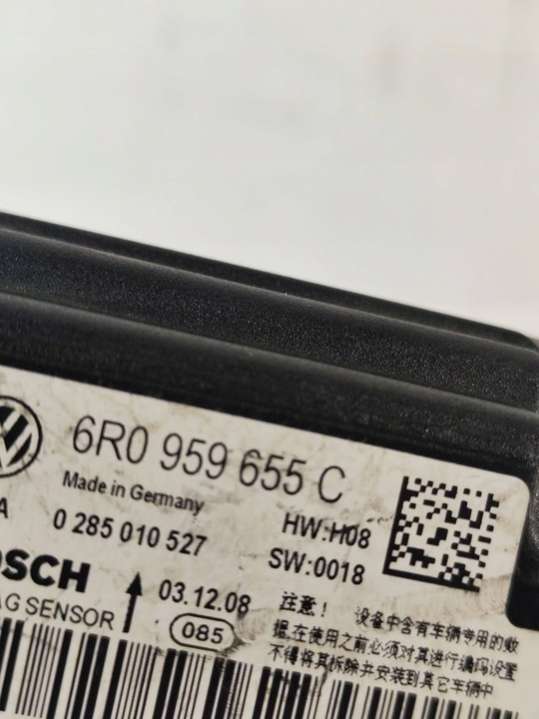 6R0 959 655 C
Made in Germany
A 0 285 010 527
HW:H08
SW:0018
OSCH
03.12.08
AG SENSOR
085
注意！ 设备中含有车辆专用的数
据,在使用之前必须对其进行编码设置
不得将其拆除并安装到其它车辆中